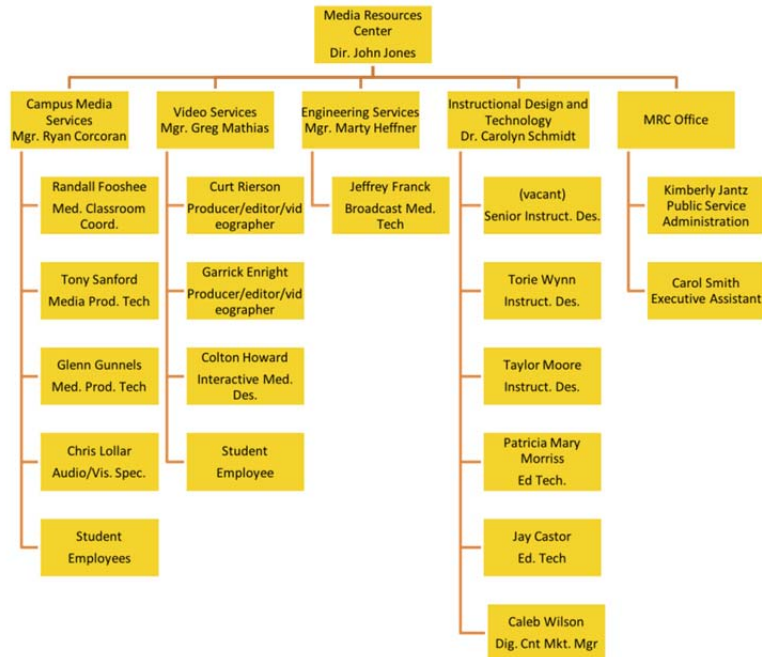 Media Resources
Center
Dir. John Jones
Campus Media
Services
Mgr. Ryan Corcoran
Video Services
Mgr. Greg Mathias
Engineering Services
Mgr. Marty Heffner
Instructional Design and
Technology
Dr. Carolyn Schmidt
MRC Office
Randall Fooshee
Med. Classroom
Coord.
Tony Sanford
Media Prod. Tech
Glenn Gunnels
Med. Prod. Tech
Chris Lollar
Audio/Vis. Spec.
Student
Employees
Curt Rierson
Producer/editor/vid
eographer
Garrick Enright
Producer/editor/vid
eographer
Colton Howard
Interactive Med.
Des.
Student
Employee
Jeffrey Franck
Broadcast Med.
Tech
(vacant)
Senior Instruct. Des.
Torie Wynn
Instruct. Des.
Taylor Moore
Instruct. Des.
Patricia Mary
Morriss
Ed Tech.
Jay Castor
Ed. Tech
Caleb Wilson
Dig. Cnt Mkt. Mgr
Kimberly Jantz
Public Service
Administration
Carol Smith
Executive Assistant